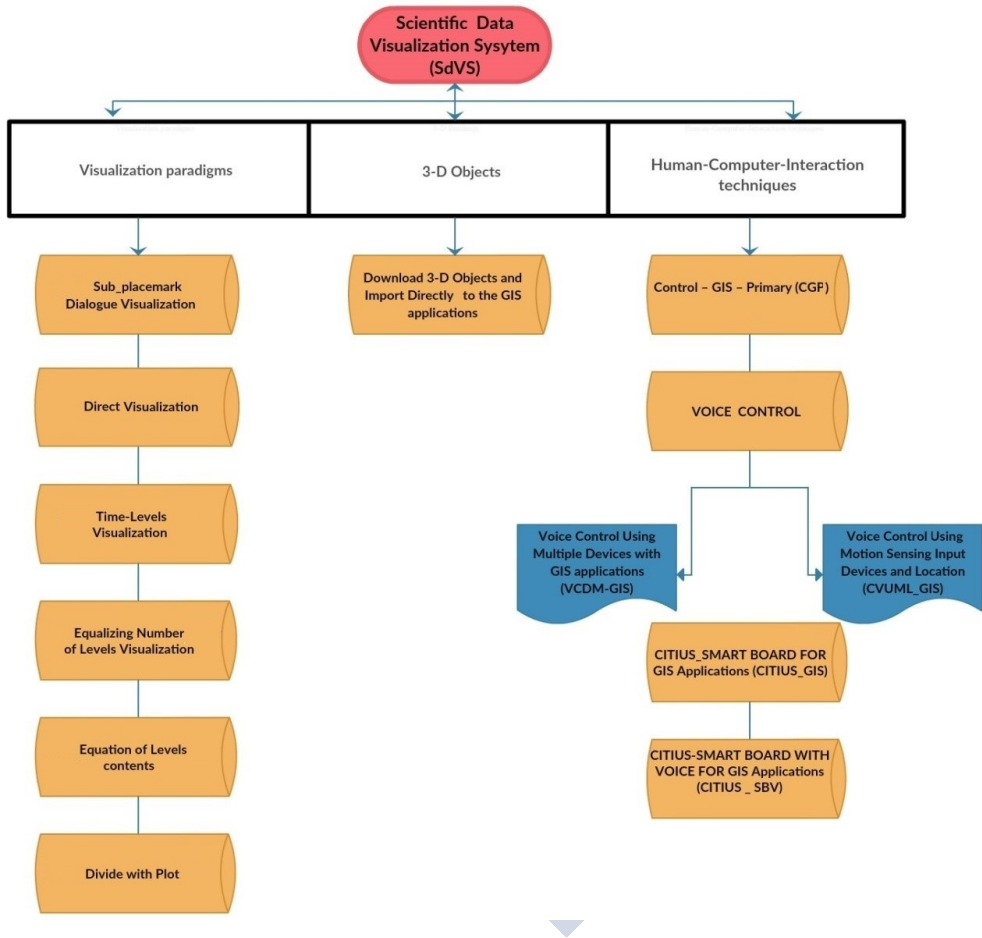 Scientific Data
Visualization Sysytem
(SdVS)
Visualization paradigms
3-D Objects
Human-Computer-Interaction
techniques
Sub_placemark
Dialogue Visualization
Direct Visualization
Time-Levels
Visualization
Equalizing Number
of Levels Visualization
Equation of Levels
contents
Divide with Plot
Download 3-D Objects and
Import Directly to the GIS
applications
Control – GIS – Primary (CGP)
VOICE CONTROL
Voice Control Using
Multiple Devices with
GIS applications
(VCDM-GIS)
Voice Control Using
Motion Sensing Input
Devices and Location
(CVUML_GIS)
CITIUS_SMART BOARD FOR
GIS Applications (CITIUS_GIS)
CITIUS-SMART BOARD WITH
VOICE FOR GIS Applications
(CITIUS _ SBV)